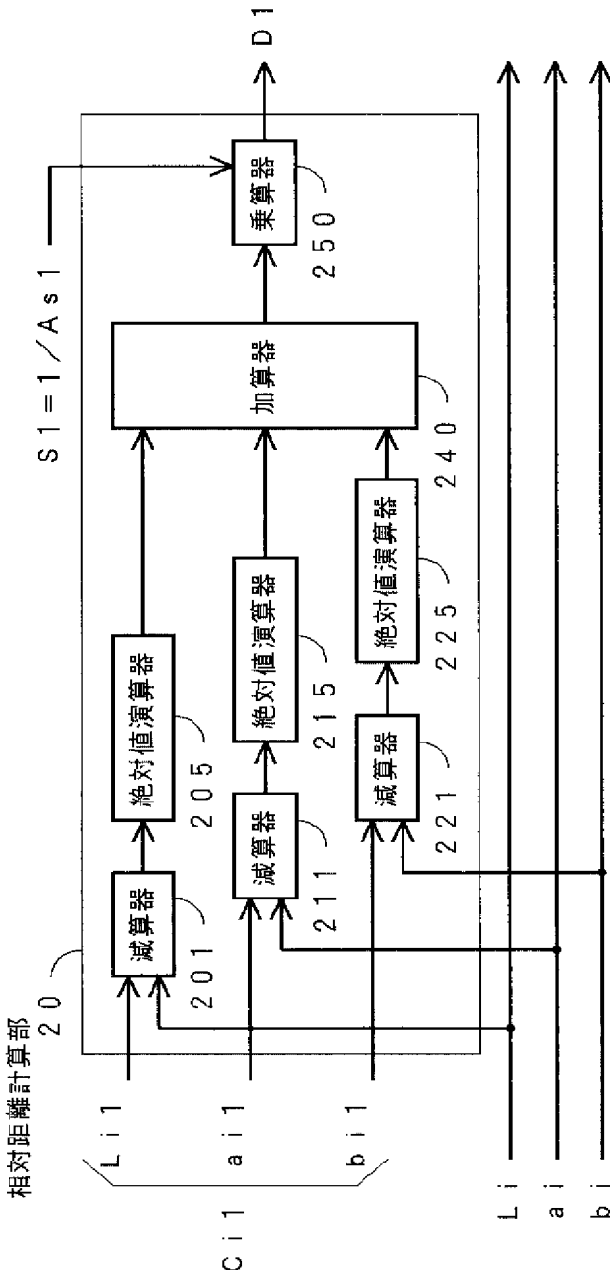 相対距離計算部
20
S1=1/As1
D1
Ci1
Li1
ai1
bi1
減算器
201
絶対値演算器
205
減算器
211
絶対値演算器
215
減算器
221
絶対値演算器
225
加算器
240
乗算器
250
Li
ai
bi